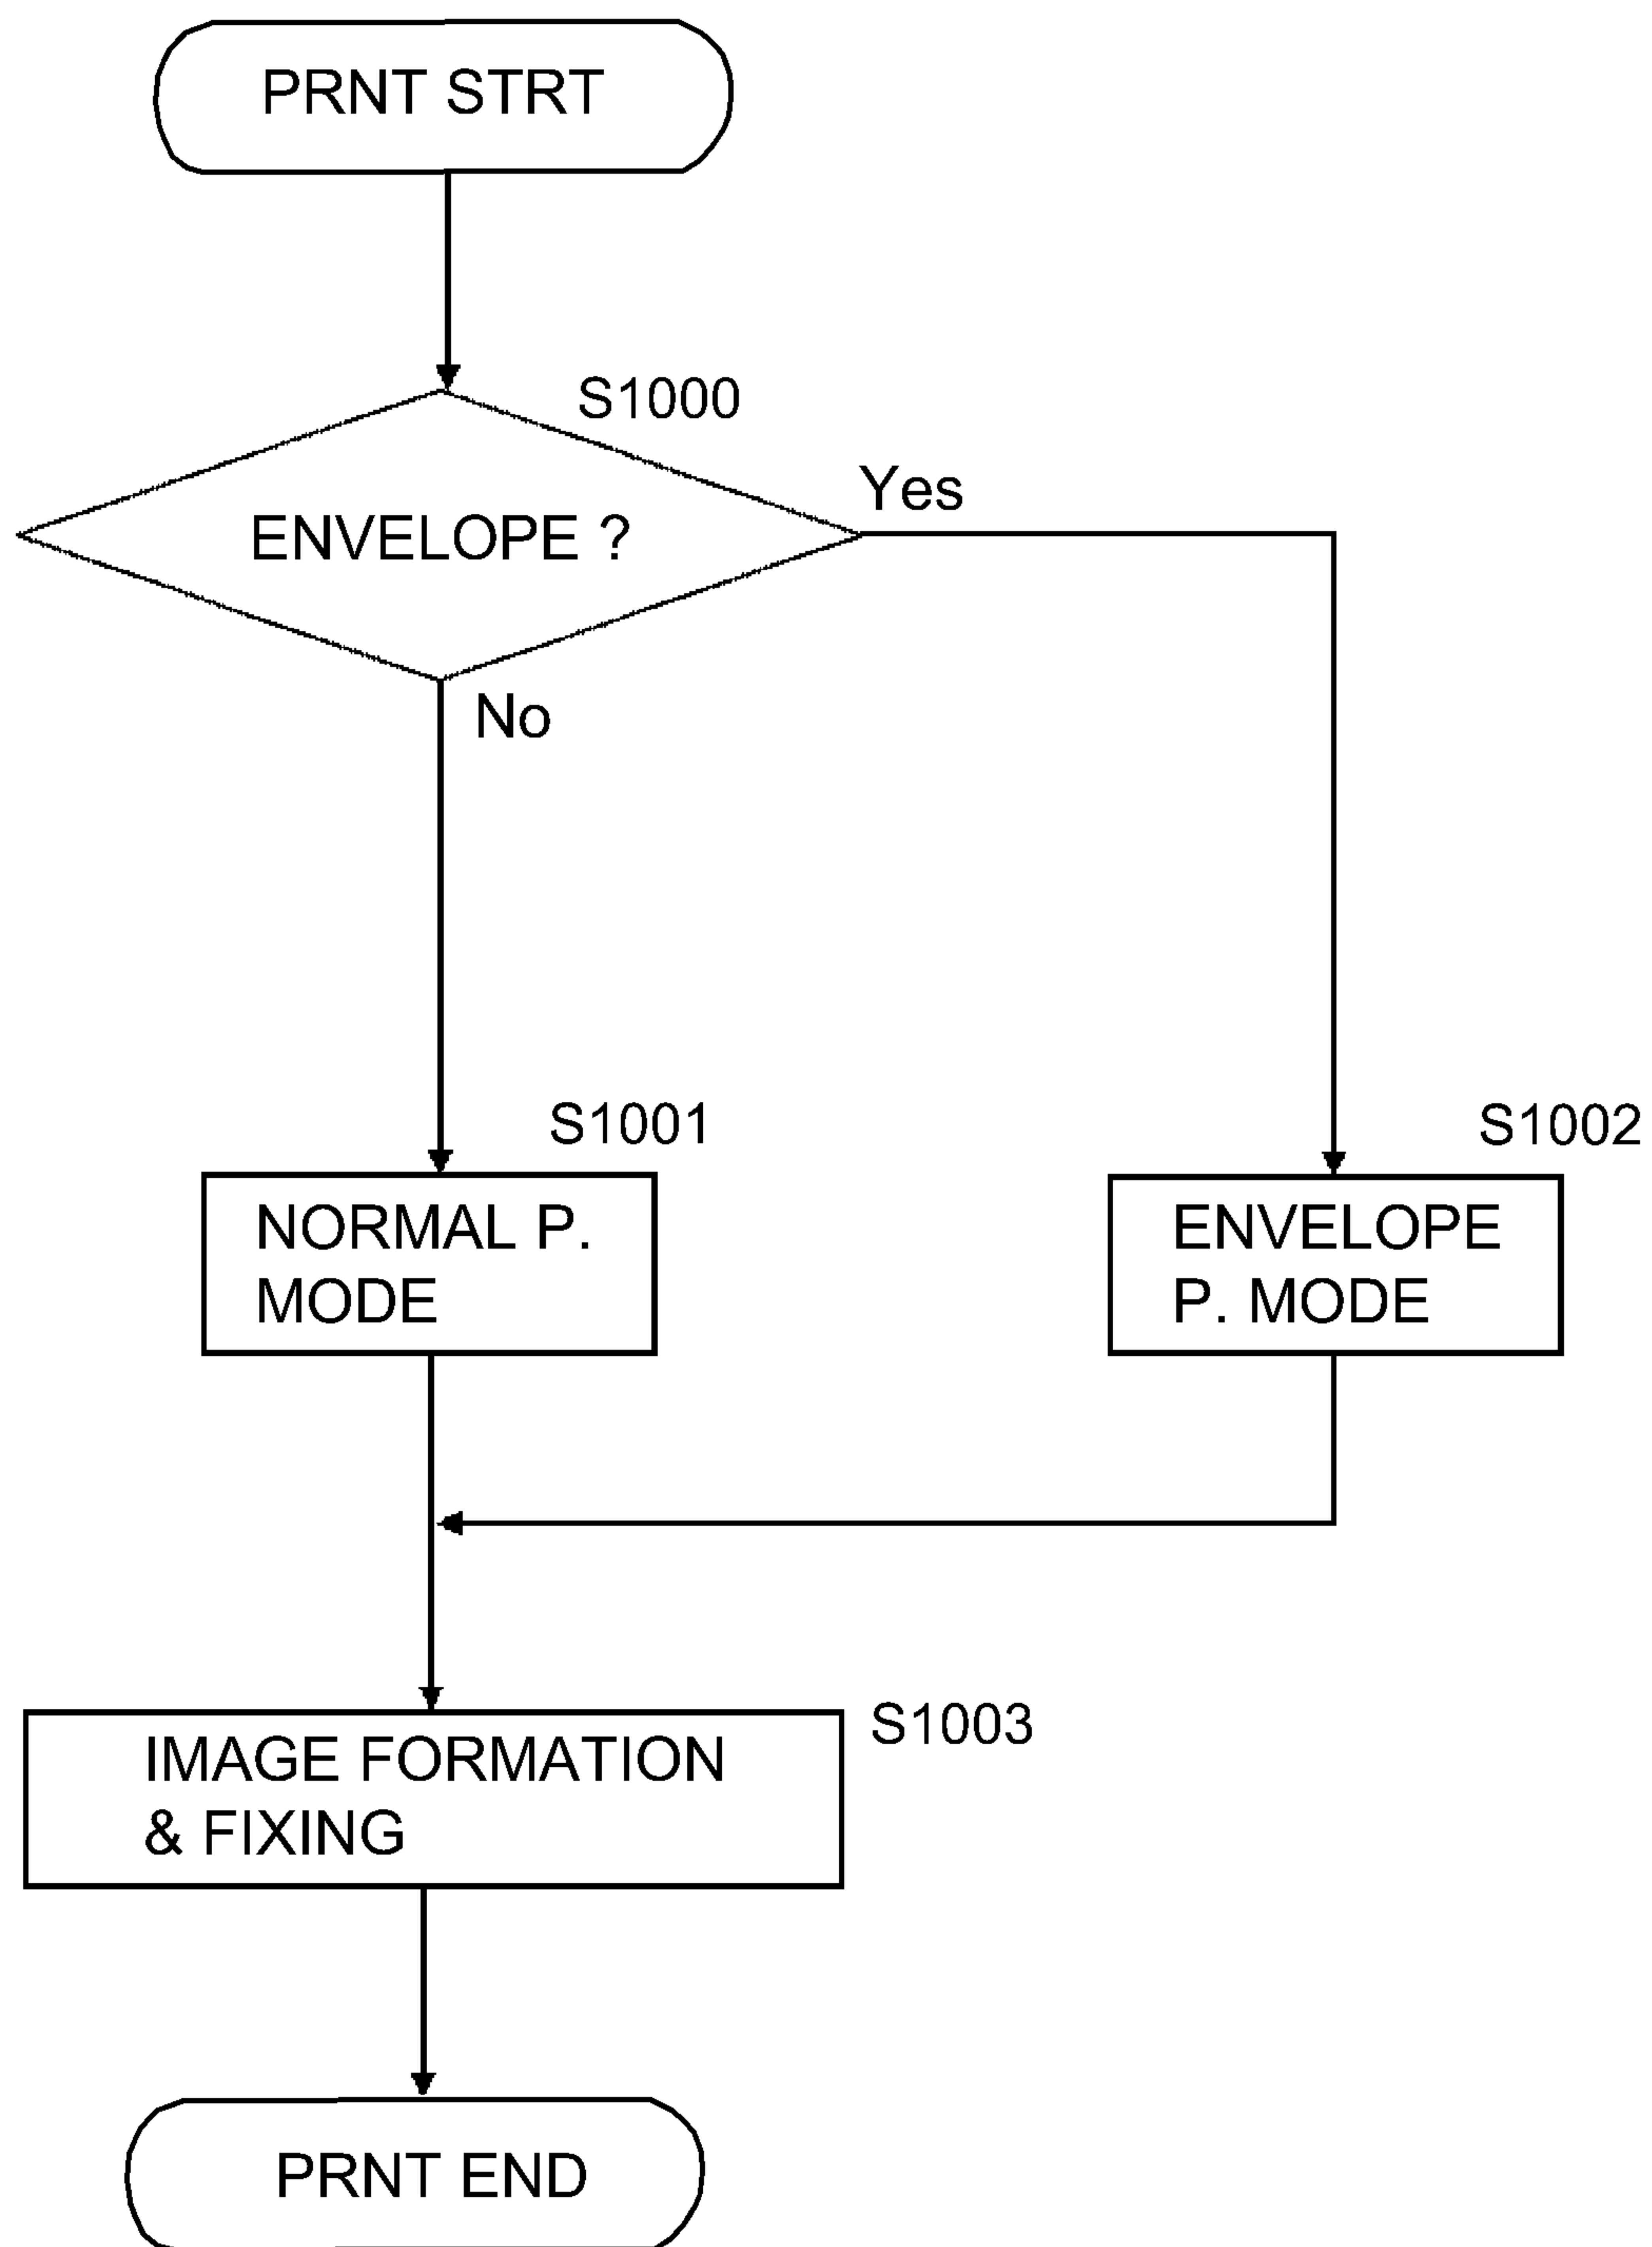 PRNT STRT
S1000
Yes
ENVELOPE ?
No
S1001
S1002
NORMAL P.
MODE
ENVELOPE
P. MODE
S1003
IMAGE FORMATION
& FIXING
PRNT END